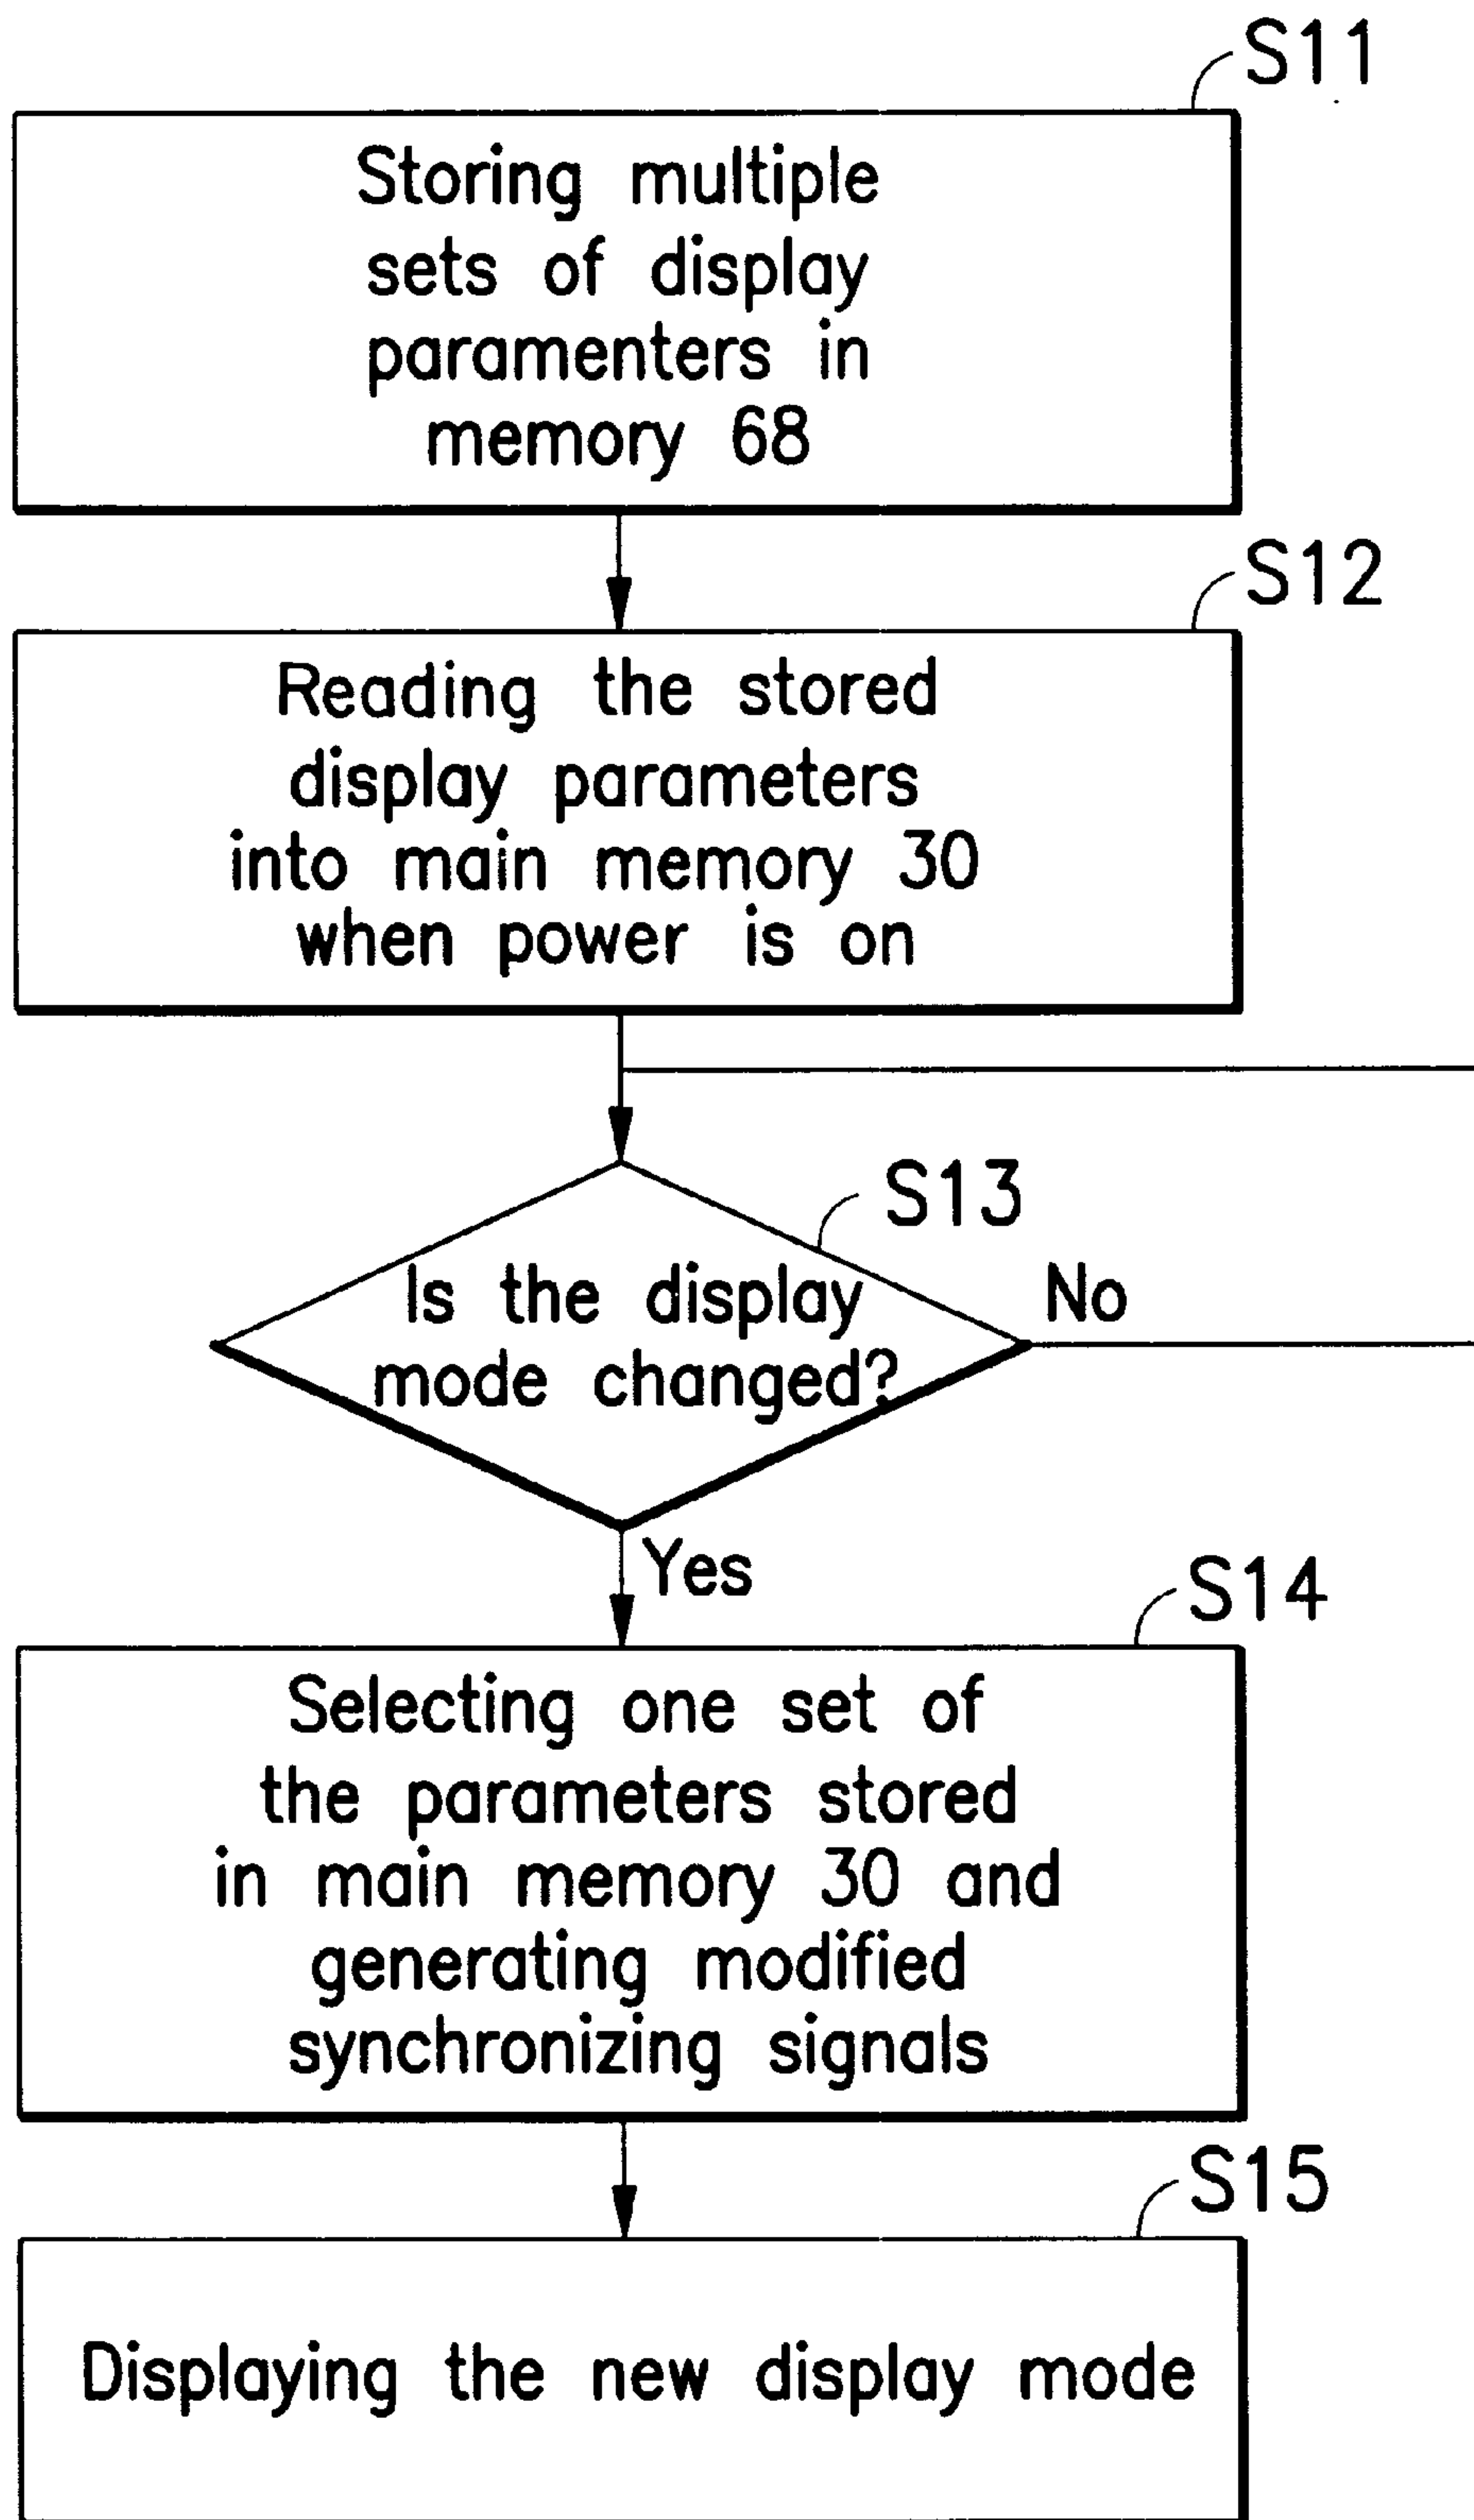 S11
Storing multiple
sets of display
paramenters in
memory 68
S12
Reading the stored
display parameters
into main memory 30
when power is on
S13
Is the display
mode changed?
No
Yes
S14
Selecting one set of
the parameters stored
in main memory 30 and
generating modified
synchronizing signals
S15
Displaying the new display mode